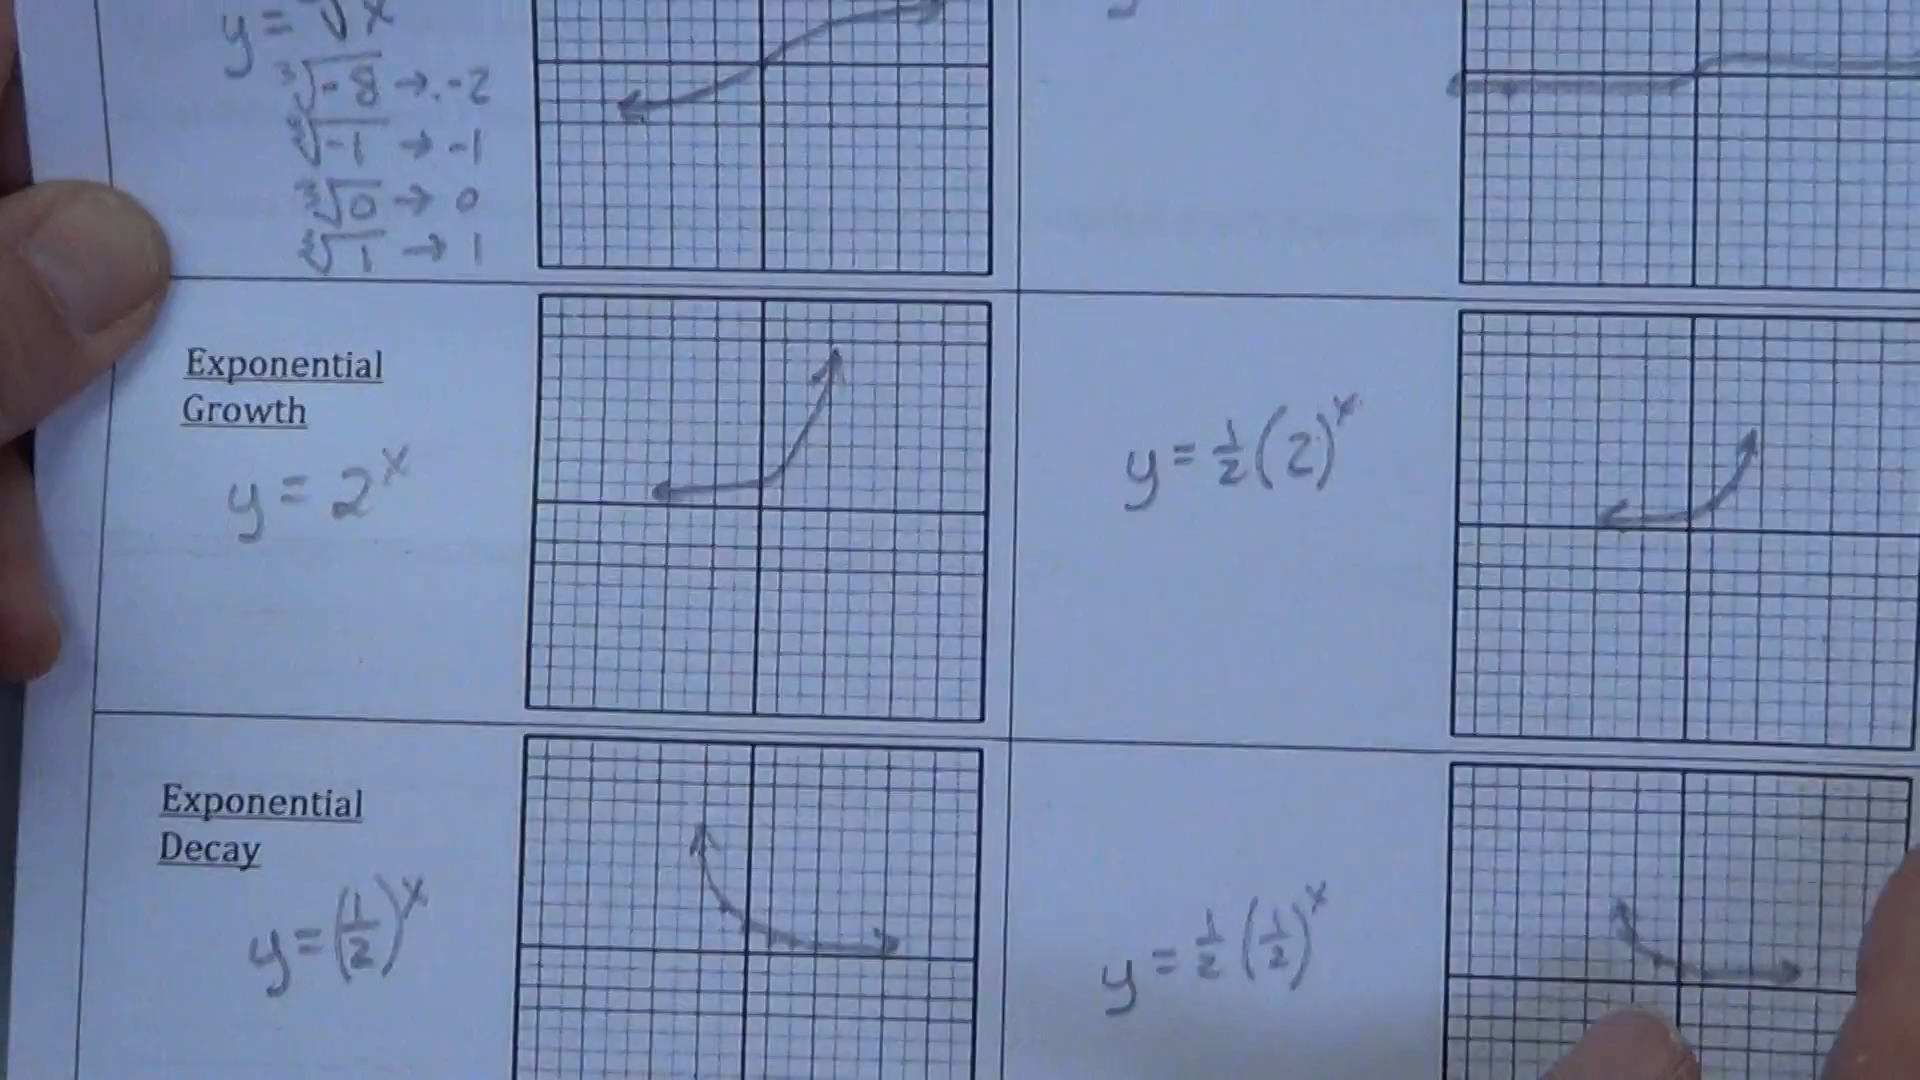 y = ∛x
∛-8 → -2
∛-1 → -1
∛0 → 0
∛1 → 1
Exponential
Growth
y = 2^x
y = 1/2 (2)^x
Exponential
Decay
y = (1/2)^x
y = 1/2 (1/2)^x